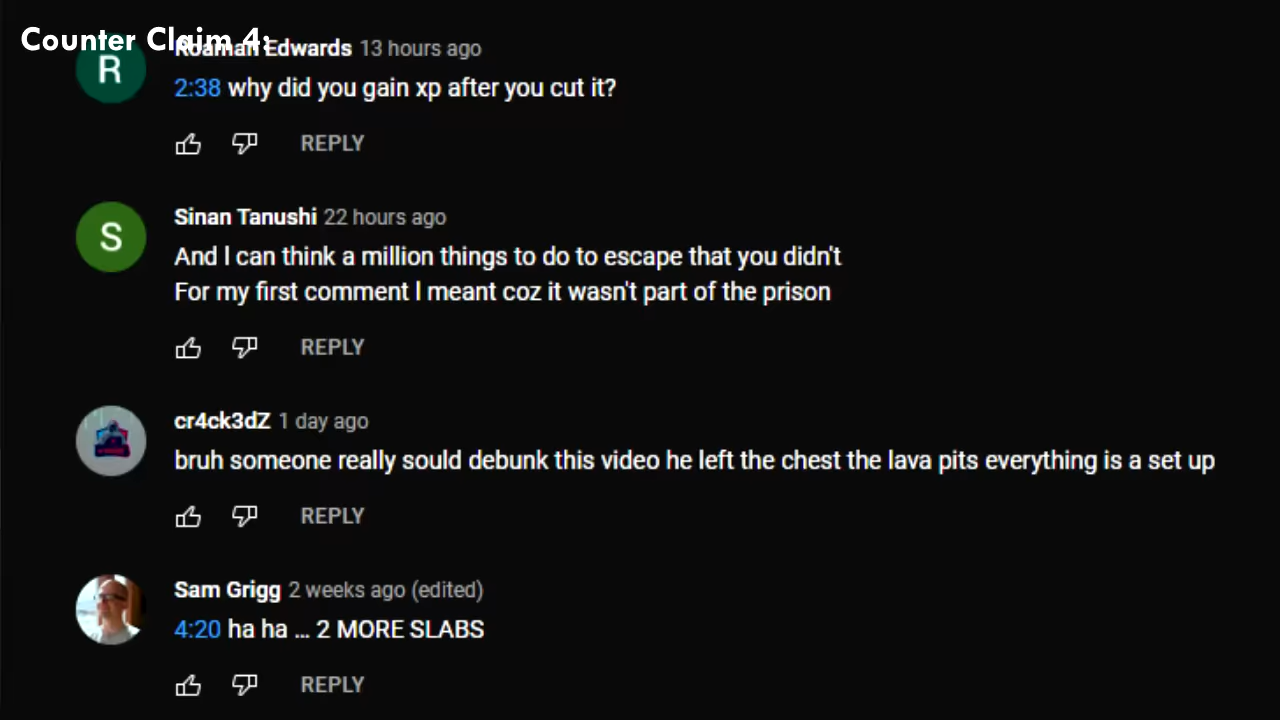 Counter Claim 4:
R
Roaman Edwards 13 hours ago
2:38 why did you gain xp after you cut it?
REPLY
S
Sinan Tanushi 22 hours ago
And I can think a million things to do to escape that you didn't
For my first comment I meant coz it wasn't part of the prison
REPLY
cr4ck3dZ 1 day ago
bruh someone really sould debunk this video he left the chest the lava pits everything is a set up
REPLY
Sam Grigg 2 weeks ago (edited)
4:20 ha ha ... 2 MORE SLABS
REPLY